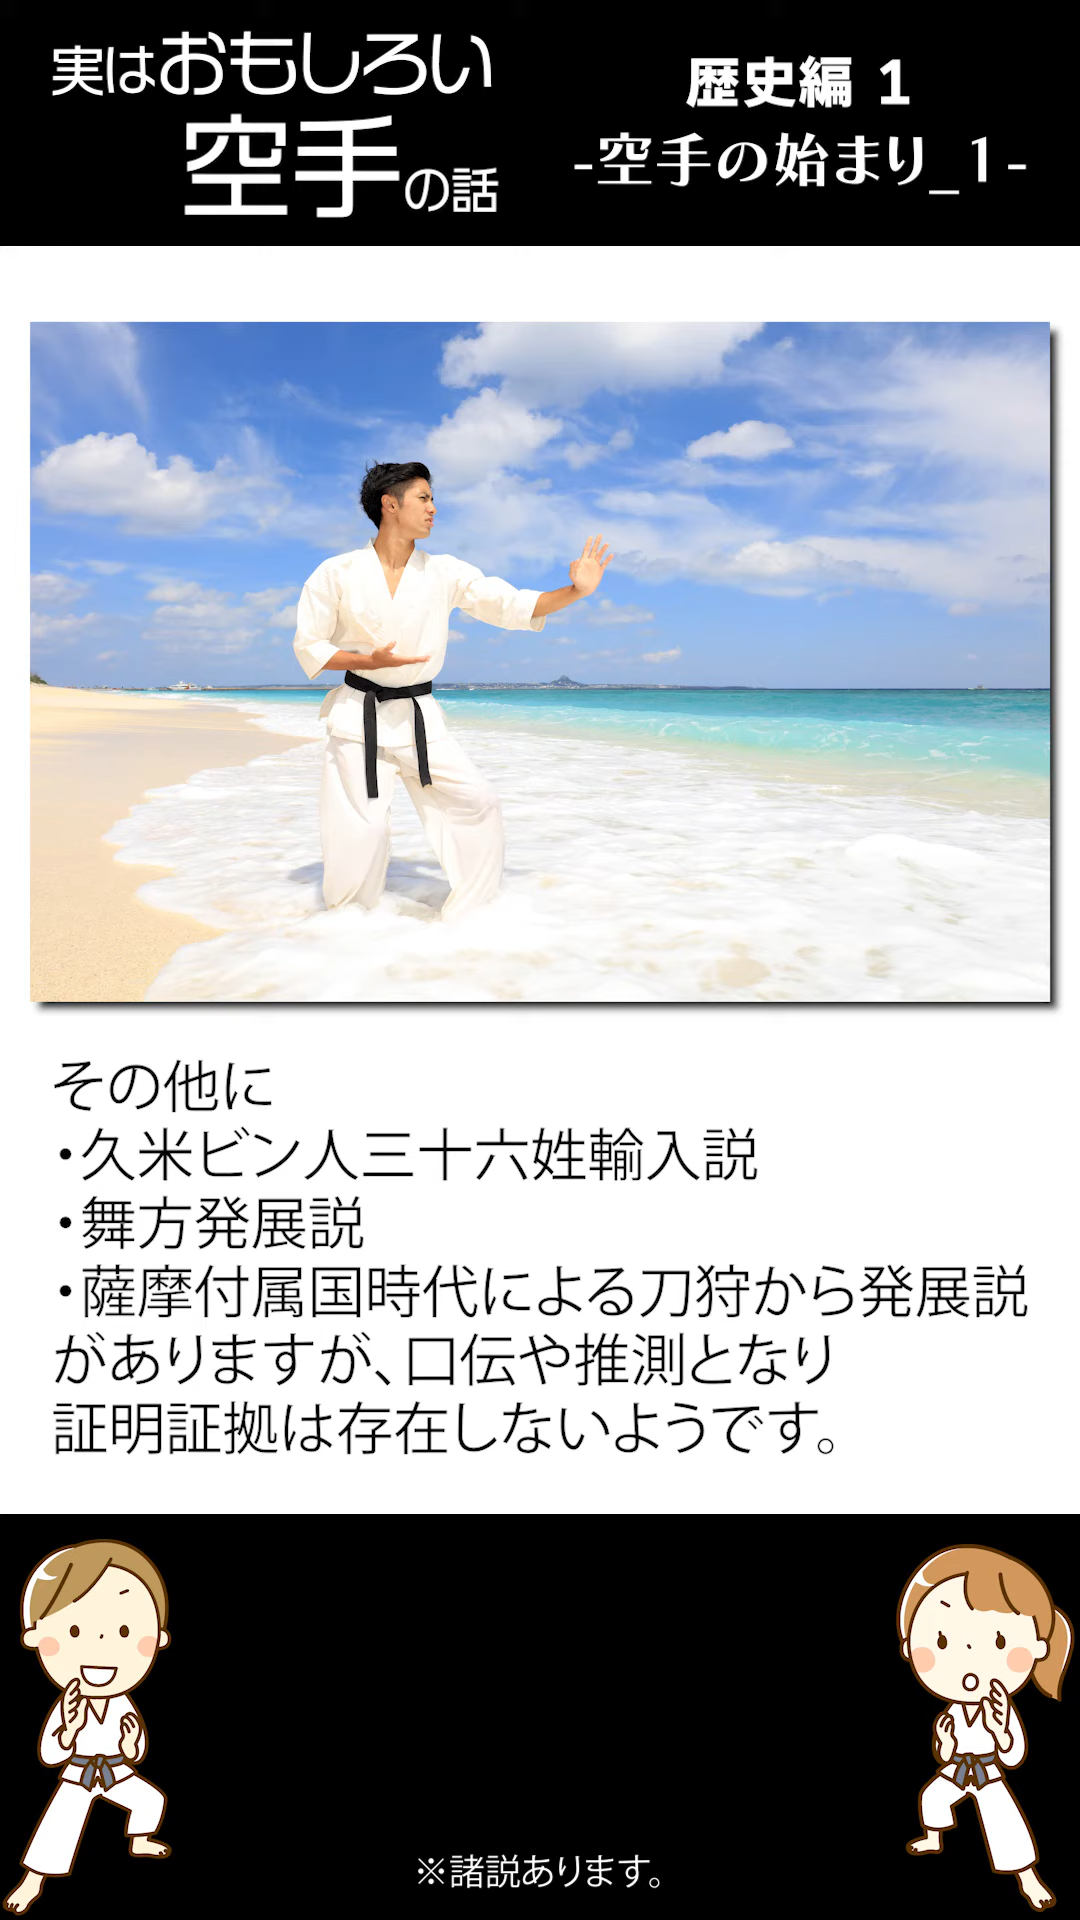 実はおもしろい
空手の話
歴史編 1
-空手の始まり_1-
その他に
・久米ビン人三十六姓輸入説
・舞方発展説
・薩摩付属国時代による刀狩から発展説
がありますが、口伝や推測となり
証明証拠は存在しないようです。
※諸説あります。